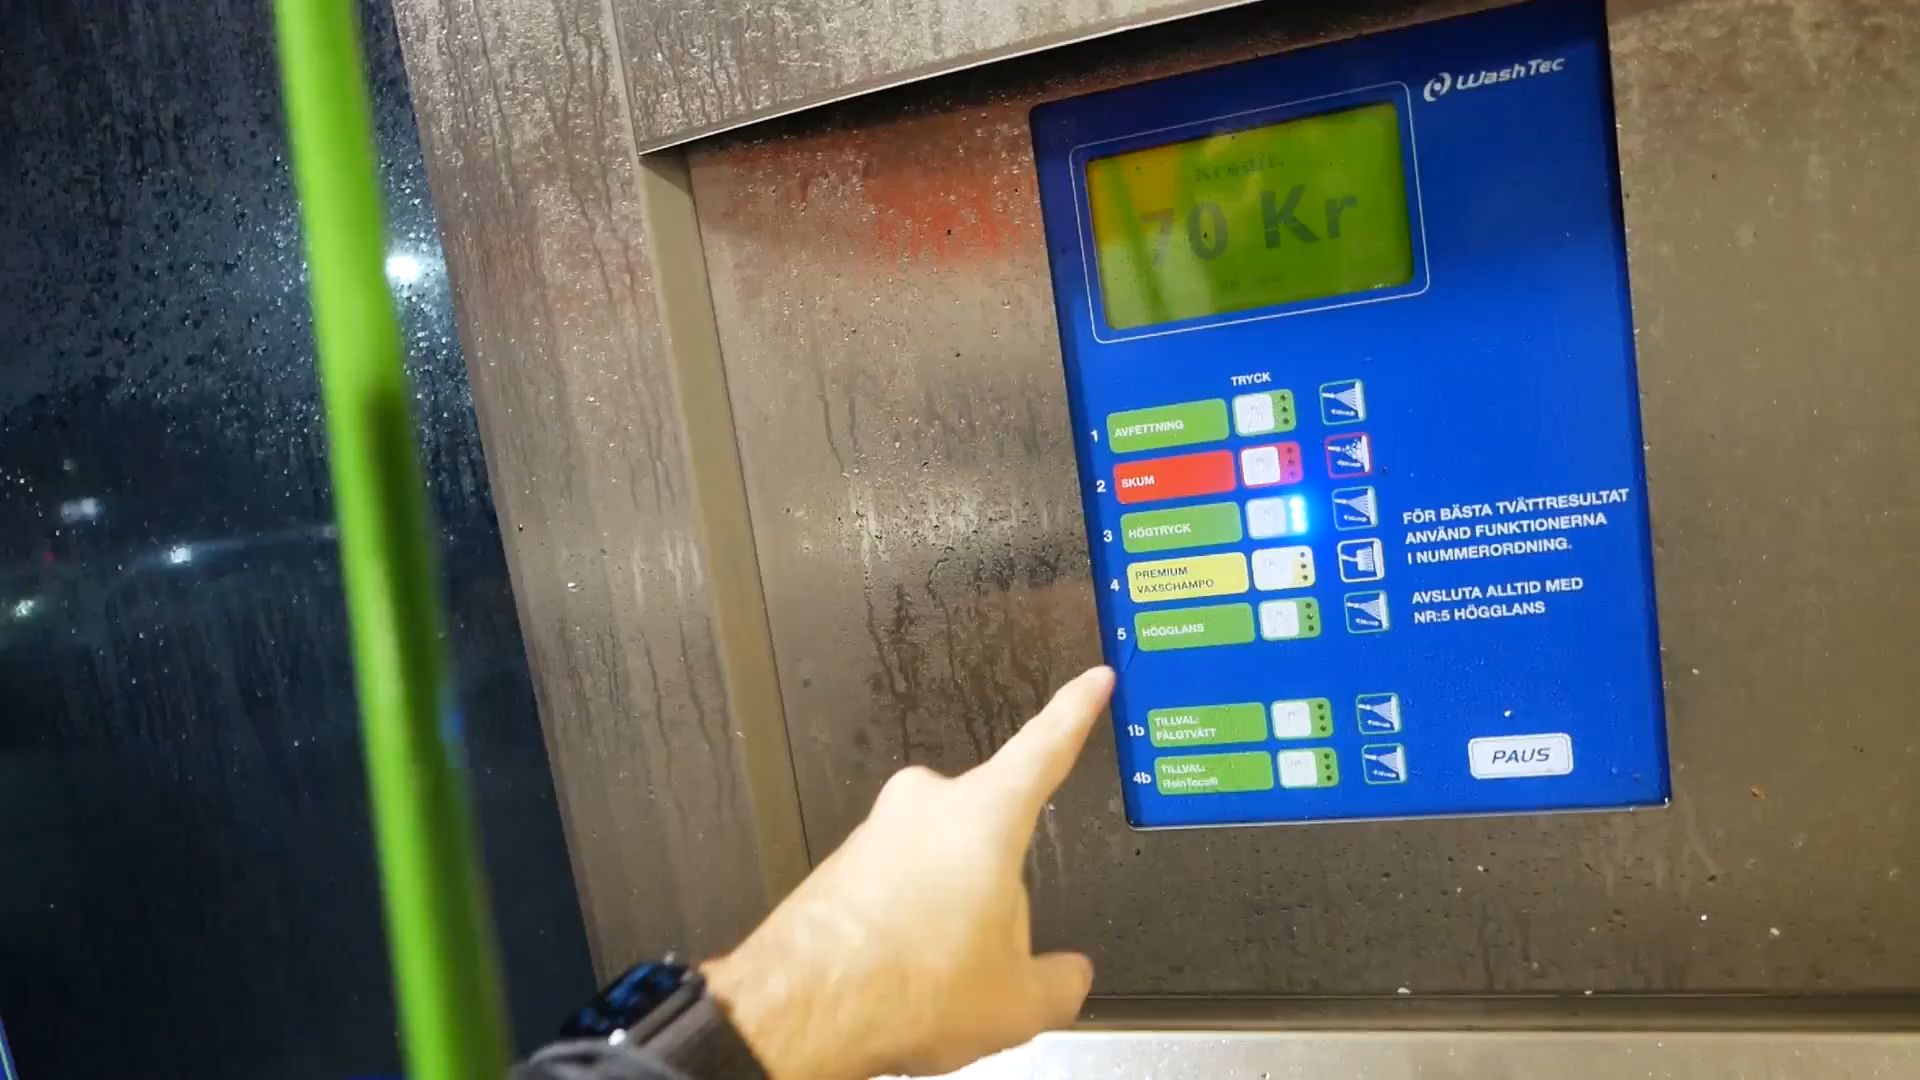 WashTec
Kredit
70 Kr
TRYCK
1 AVFETTNING
2 SKUM
3 HÖGTRYCK
4 PREMIUM
VAXSCHAMPO
5 HÖGGLANS
FÖR BÄSTA TVÄTTRESULTAT
ANVÄND FUNKTIONERNA
I NUMMERORDNING.
AVSLUTA ALLTID MED
NR:5 HÖGGLANS
1b TILLVAL:
FÄLGTVÄTT
4b TILLVAL:
PAUS